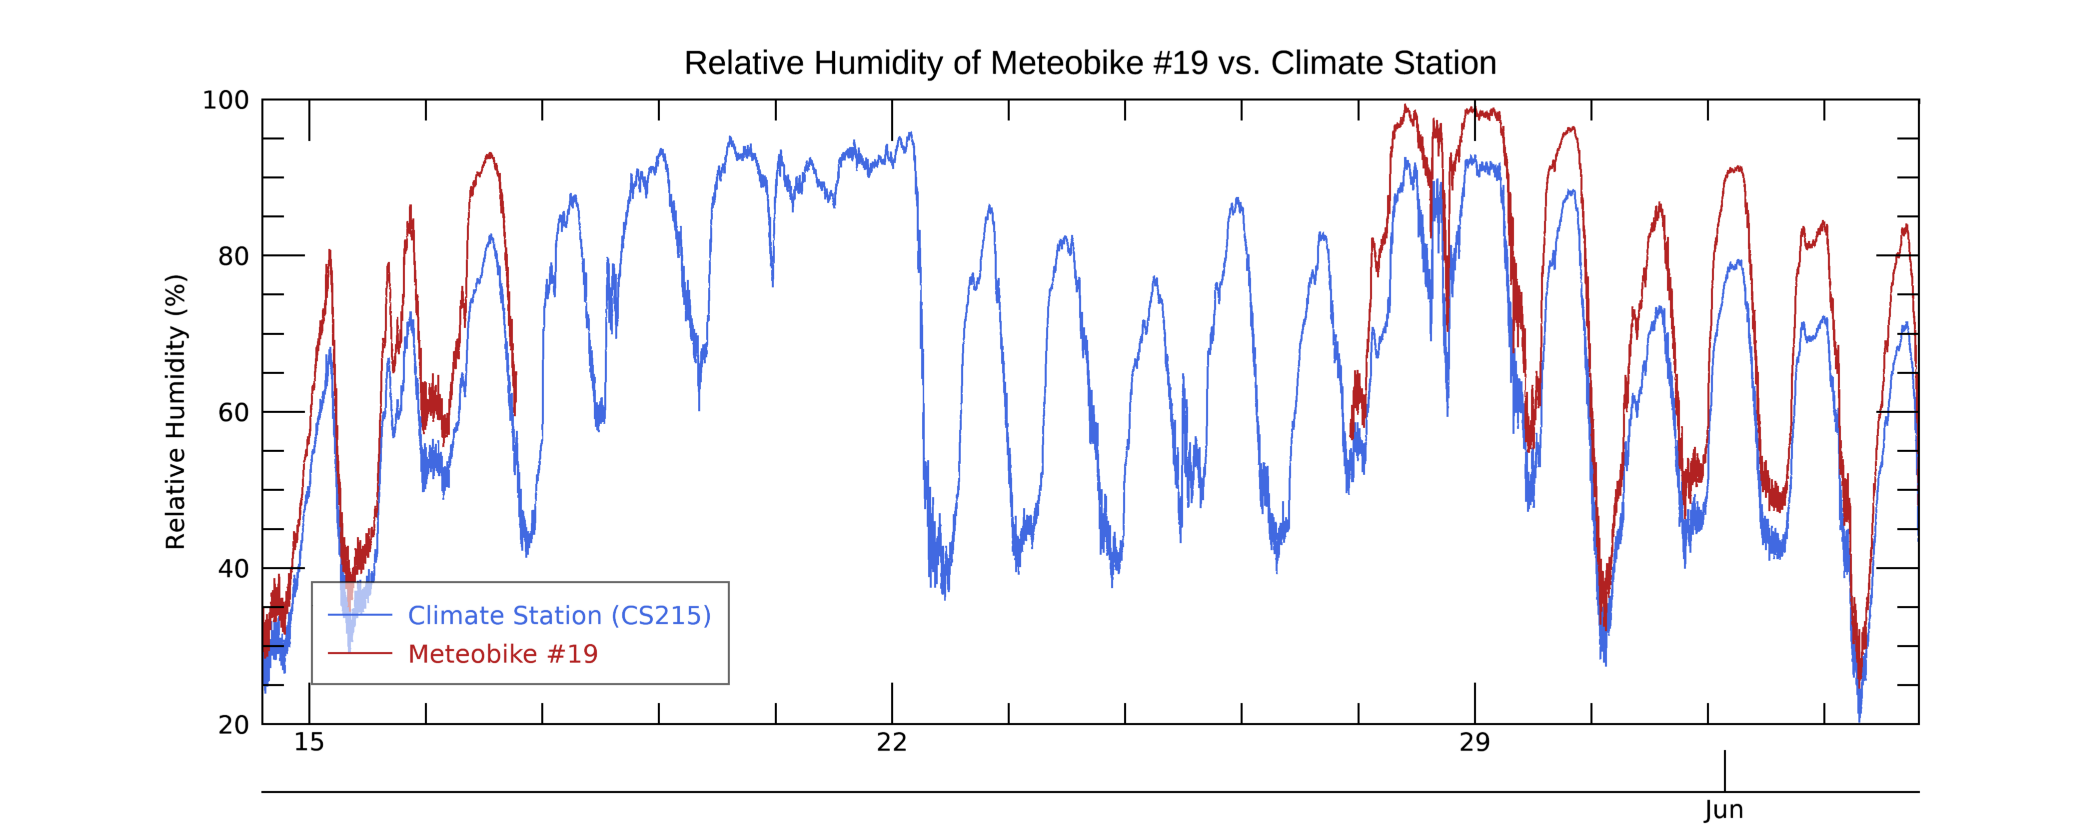 Relative Humidity of Meteobike #19 vs. Climate Station
Relative Humidity (%)
100
80
60
40
20
Climate Station (CS215)
Meteobike #19
15
22
29
Jun